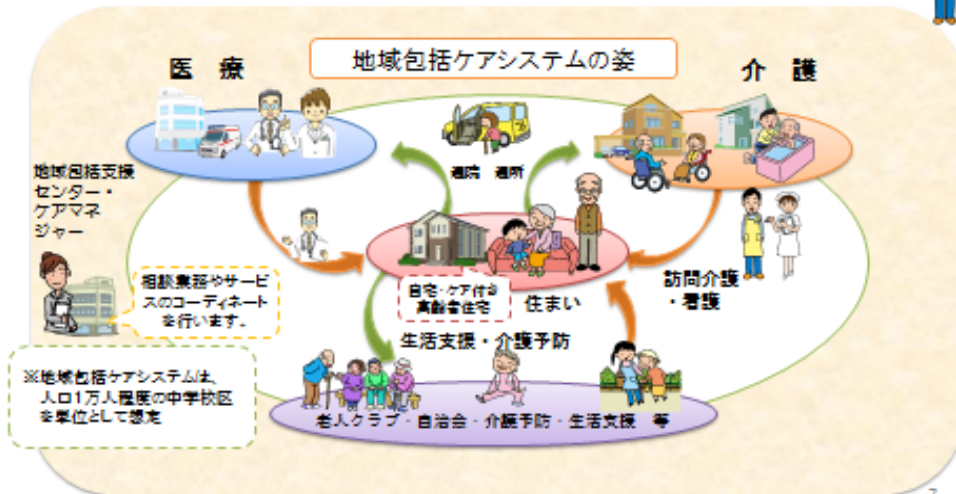 地域包括ケアシステムの姿
医 療
介 護
通院 通所
地域包括支援
センター・
ケアマネ
ジャー
相談業務やサービ
スのコーディネート
を行います。
自宅・ケア付き
高齢者住宅
住まい
訪問介護
・看護
生活支援・介護予防
※地域包括ケアシステムは、
人口1万人程度の中学校区
を単位として想定
老人クラブ・自治会・介護予防・生活支援 等
7